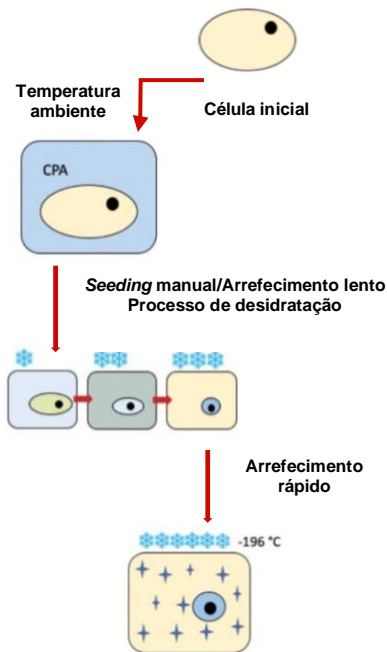 Temperatura
ambiente
Célula inicial
CPA
Seeding manual/Arrefecimento lento
Processo de desidratação
Arrefecimento
rápido
-196 °C